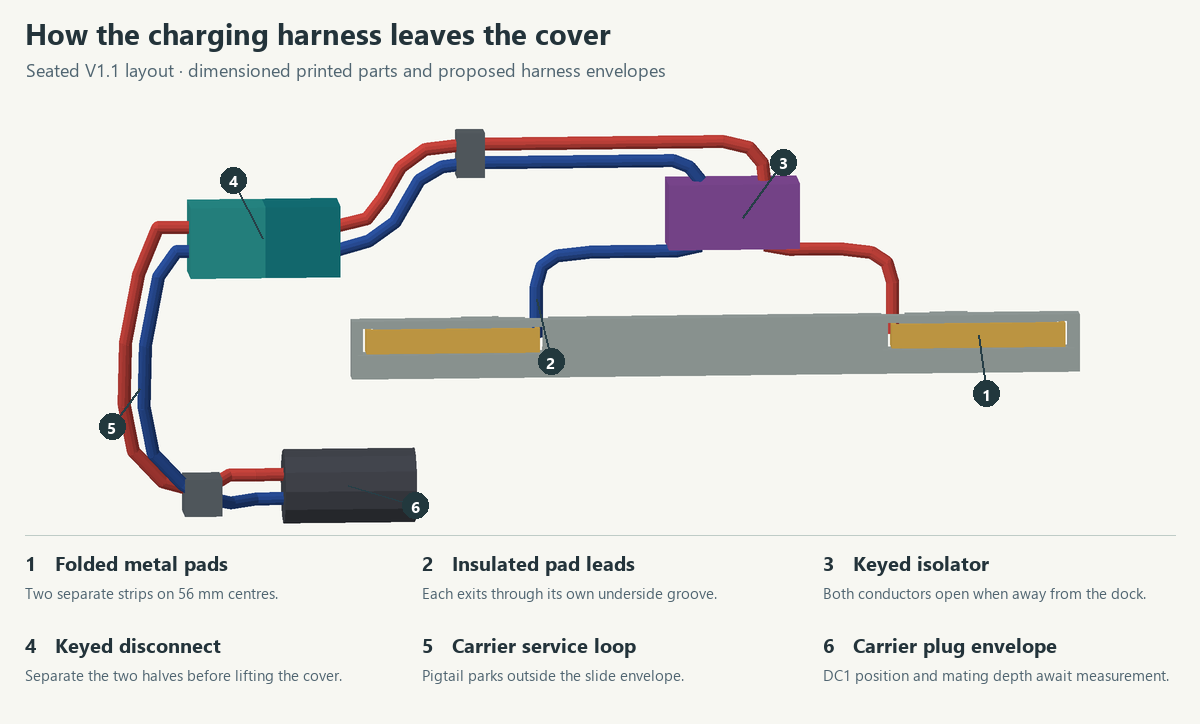 How the charging harness leaves the cover
Seated V1.1 layout · dimensioned printed parts and proposed harness envelopes
4
3
2
1
5
6
1 Folded metal pads
Two separate strips on 56 mm centres.
2 Insulated pad leads
Each exits through its own underside groove.
3 Keyed isolator
Both conductors open when away from the dock.
4 Keyed disconnect
Separate the two halves before lifting the cover.
5 Carrier service loop
Pigtail parks outside the slide envelope.
6 Carrier plug envelope
DC1 position and mating depth await measurement.